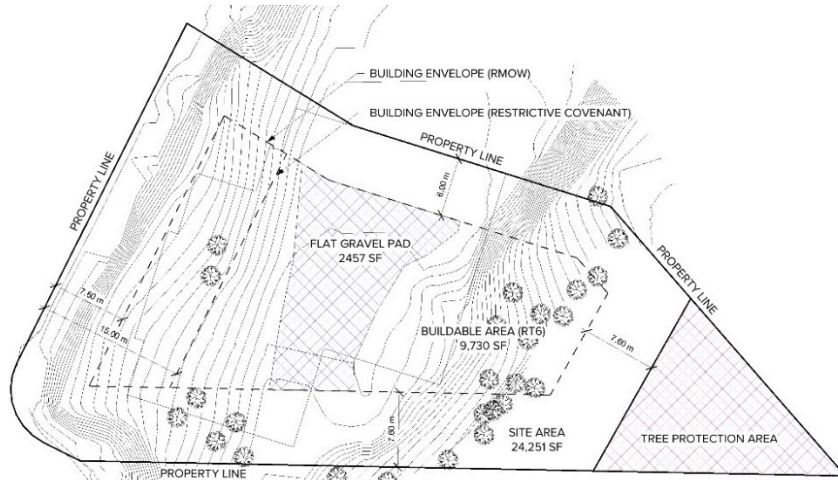 BUILDING ENVELOPE (RMOW)
BUILDING ENVELOPE (RESTRICTIVE COVENANT)
PROPERTY LINE
PROPERTY LINE
6.00 m
FLAT GRAVEL PAD
2457 SF
PROPERTY LINE
7.60 m
15.00 m
BUILDABLE AREA (RT6)
9,730 SF
7.60 m
7.60 m
SITE AREA
24,251 SF
TREE PROTECTION AREA
PROPERTY LINE